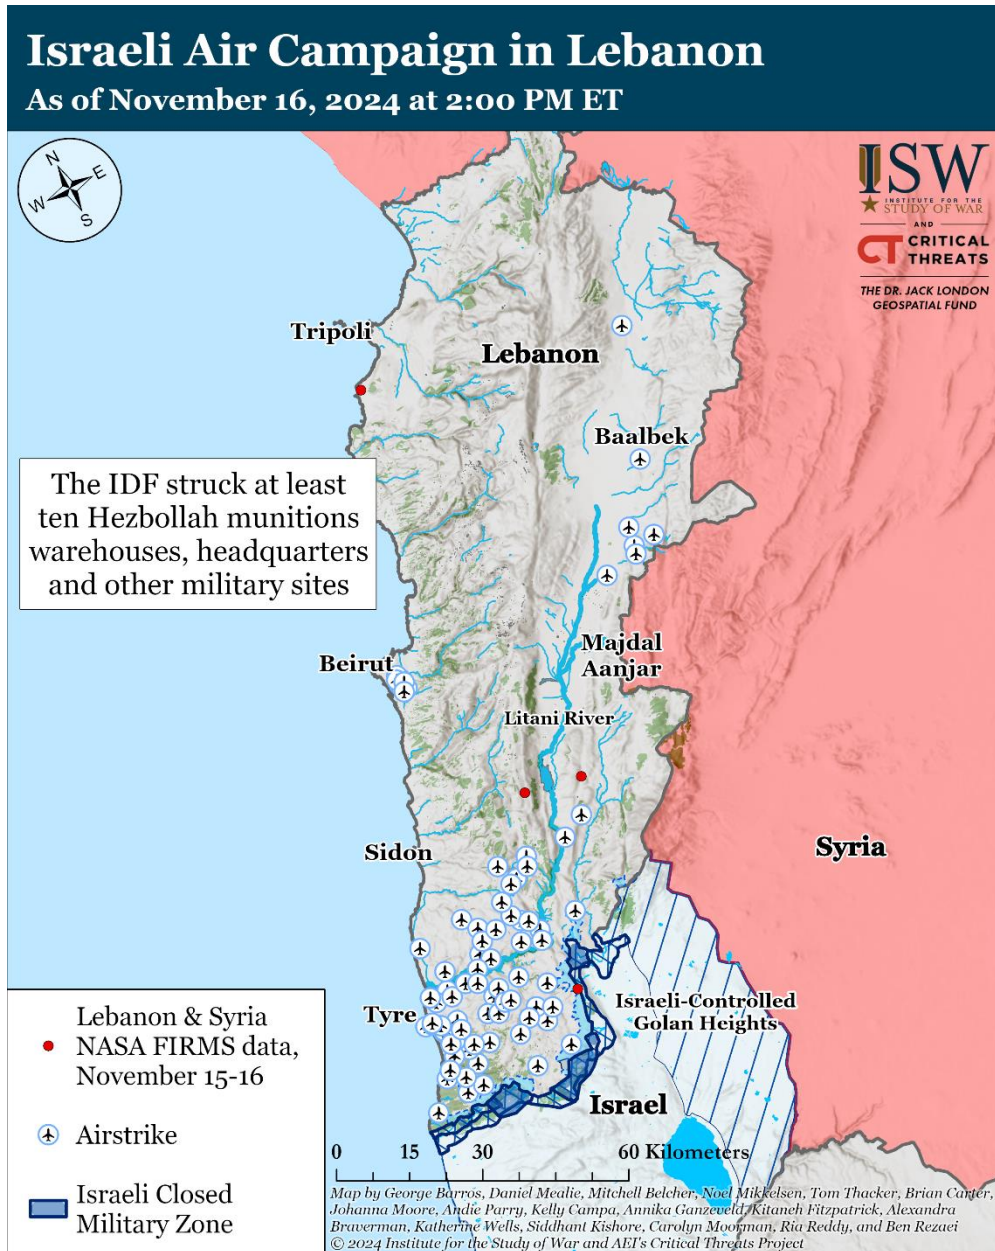 Israeli Air Campaign in Lebanon
As of November 16, 2024 at 2:00 PM ET
N
E
W
S
ISW
INSTITUTE FOR THE
STUDY OF WAR
AND
CT CRITICAL
THREATS
THE DR. JACK LONDON
GEOSPATIAL FUND
Tripoli
Lebanon
Baalbek
The IDF struck at least
ten Hezbollah munitions
warehouses, headquarters
and other military sites
Majdal
Aanjar
Beirut
Litani River
Sidon
Syria
Israeli-Controlled
Golan Heights
Tyre
Israel
Lebanon & Syria
NASA FIRMS data,
November 15-16
Airstrike
Israeli Closed
Military Zone
0 15 30 60 Kilometers
Map by George Barros, Daniel Mealie, Mitchell Belcher, Noel Mikkelsen, Tom Thacker, Brian Carter,
Johanna Moore, Andie Parry, Kelly Campa, Annika Ganzeveld, Kitaneh Fitzpatrick, Alexandra
Braverman, Katherine Wells, Siddhant Kishore, Carolyn Moorman, Ria Reddy, and Ben Rezaei
© 2024 Institute for the Study of War and AEI's Critical Threats Project